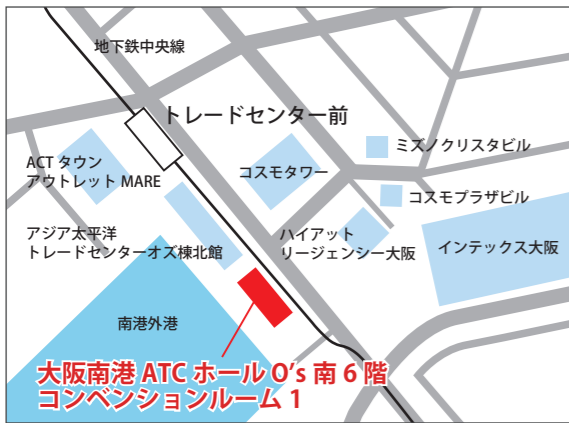 地下鉄中央線
トレードセンター前
ミズノクリスタビル
ACT タウン
アウトレット MARE
コスモタワー
コスモプラザビル
アジア太平洋
トレードセンターオズ棟北館
ハイアット
リージェンシー大阪
インテックス大阪
南港外港
大阪南港 ATC ホール O's 南 6 階
コンベンションルーム 1